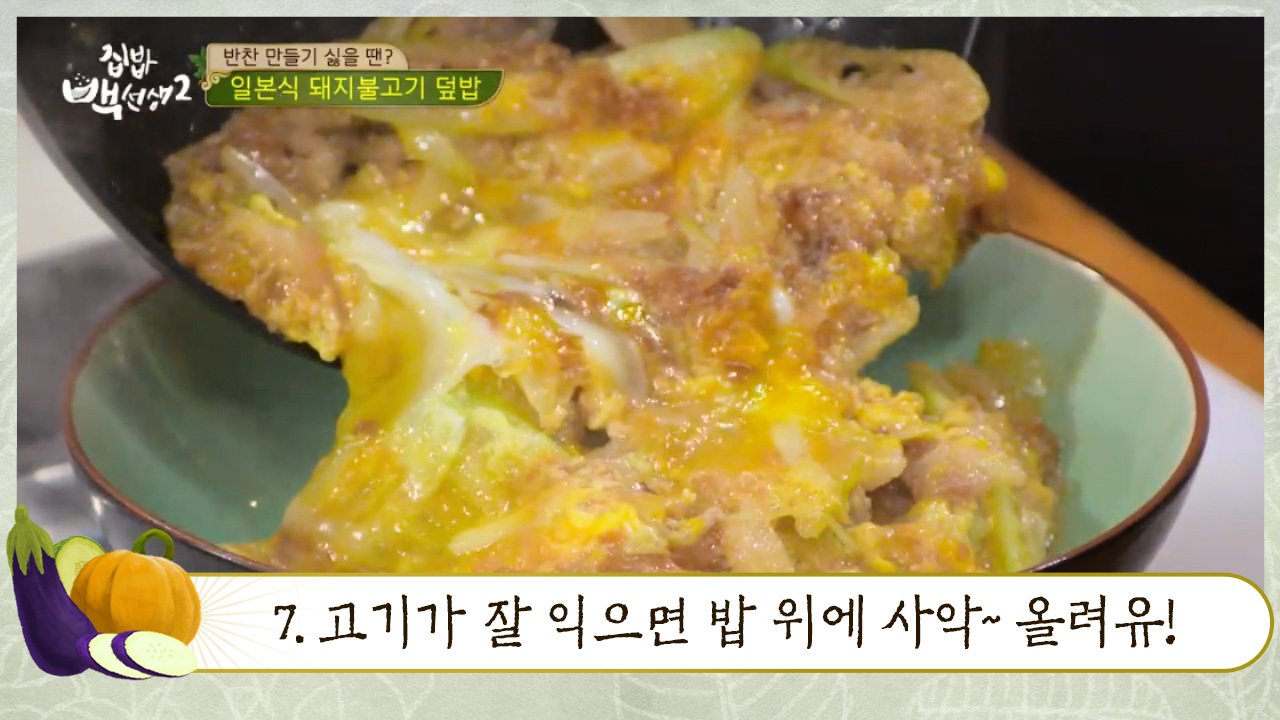 집밥
백선생2
반찬 만들기 싫을 땐?
일본식 돼지불고기 덮밥
7. 고기가 잘 익으면 밥 위에 사악~ 올려유!